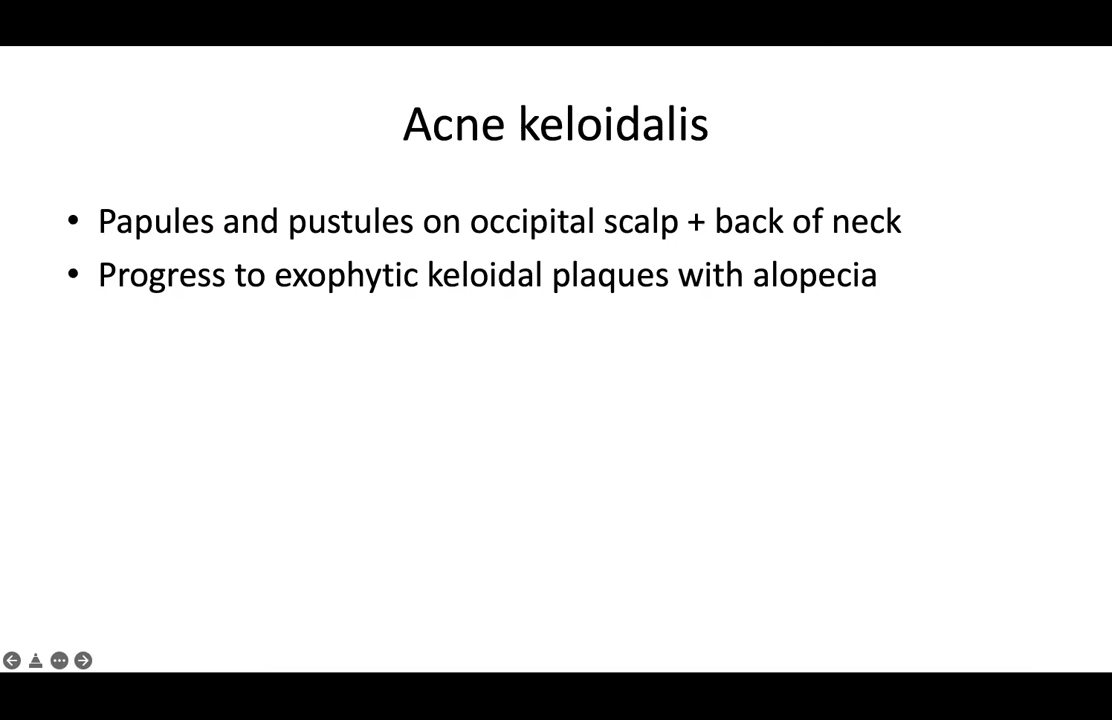 Acne keloidalis
• Papules and pustules on occipital scalp + back of neck
• Progress to exophytic keloidal plaques with alopecia